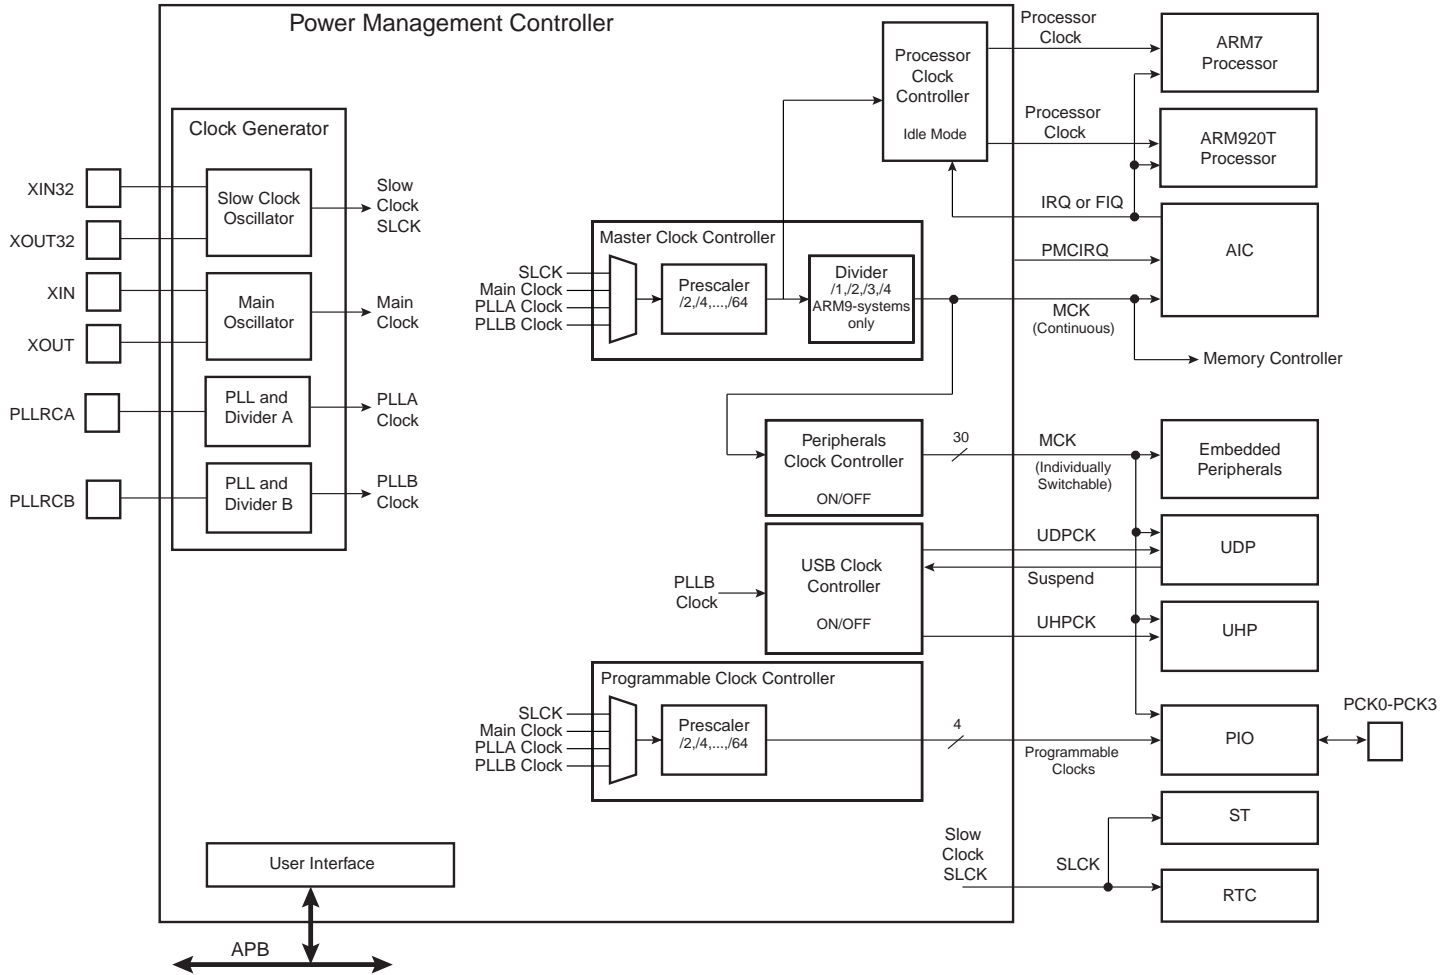 Power Management Controller
Clock Generator
XIN32
XOUT32
XIN
XOUT
PLLRCA
PLLRCB
Slow Clock
Oscillator
Main
Oscillator
PLL and
Divider A
PLL and
Divider B
Slow
Clock
SLCK
Main
Clock
PLLA
Clock
PLLB
Clock
User Interface
APB
Processor
Clock
Controller
Idle Mode
Master Clock Controller
SLCK
Main Clock
PLLA Clock
PLLB Clock
Prescaler
/2,/4,...,/64
Divider
/1,/2,/3,/4
ARM9-systems
only
Peripherals
Clock Controller
ON/OFF
PLLB
Clock
USB Clock
Controller
ON/OFF
Programmable Clock Controller
SLCK
Main Clock
PLLA Clock
PLLB Clock
Prescaler
/2,/4,...,/64
Slow
Clock
SLCK
Processor
Clock
Processor
Clock
IRQ or FIQ
PMCIRQ
MCK
(Continuous)
Memory Controller
30
MCK
(Individually
Switchable)
UDPCK
Suspend
UHPCK
4
Programmable
Clocks
SLCK
ARM7
Processor
ARM920T
Processor
AIC
Embedded
Peripherals
UDP
UHP
PIO
PCK0-PCK3
ST
RTC